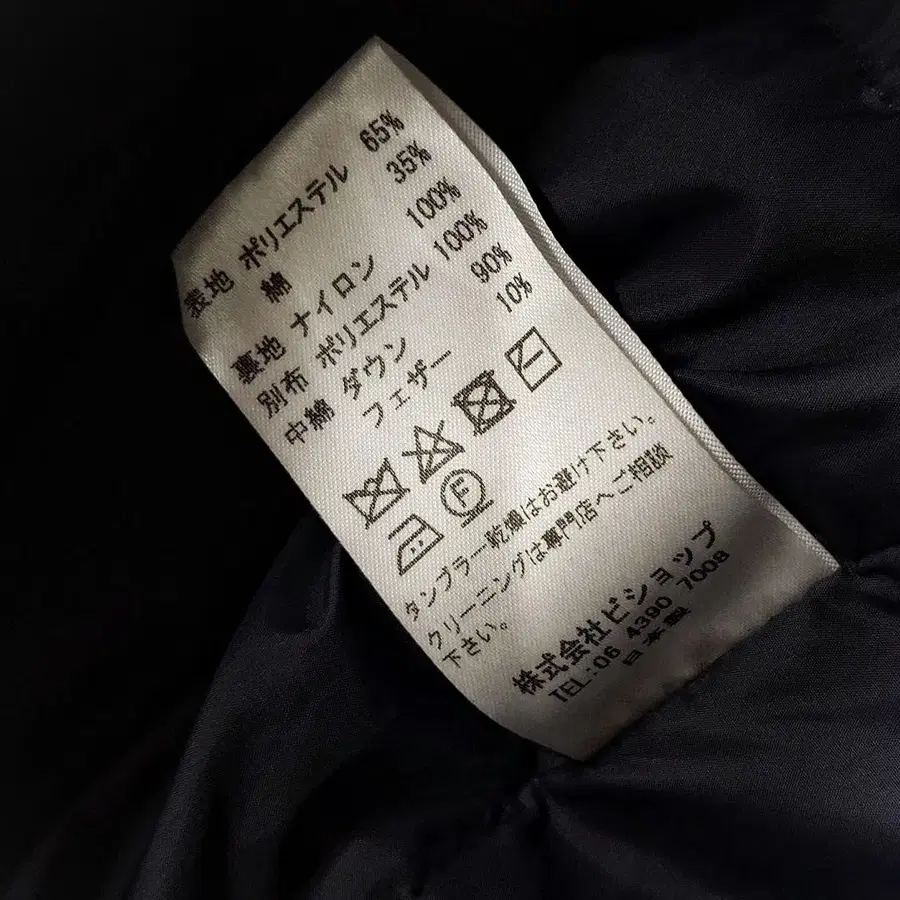 表地 ポリエステル 65%
綿 35%
裏地 ナイロン 100%
別布 ポリエステル 100%
中綿 ダウン 90%
フェザー 10%
F
タンブラー乾燥はお避け下さい。
クリーニングは専門店へご相談
下さい。
株式会社ビショップ
TEL:06 4390 7008
日本製